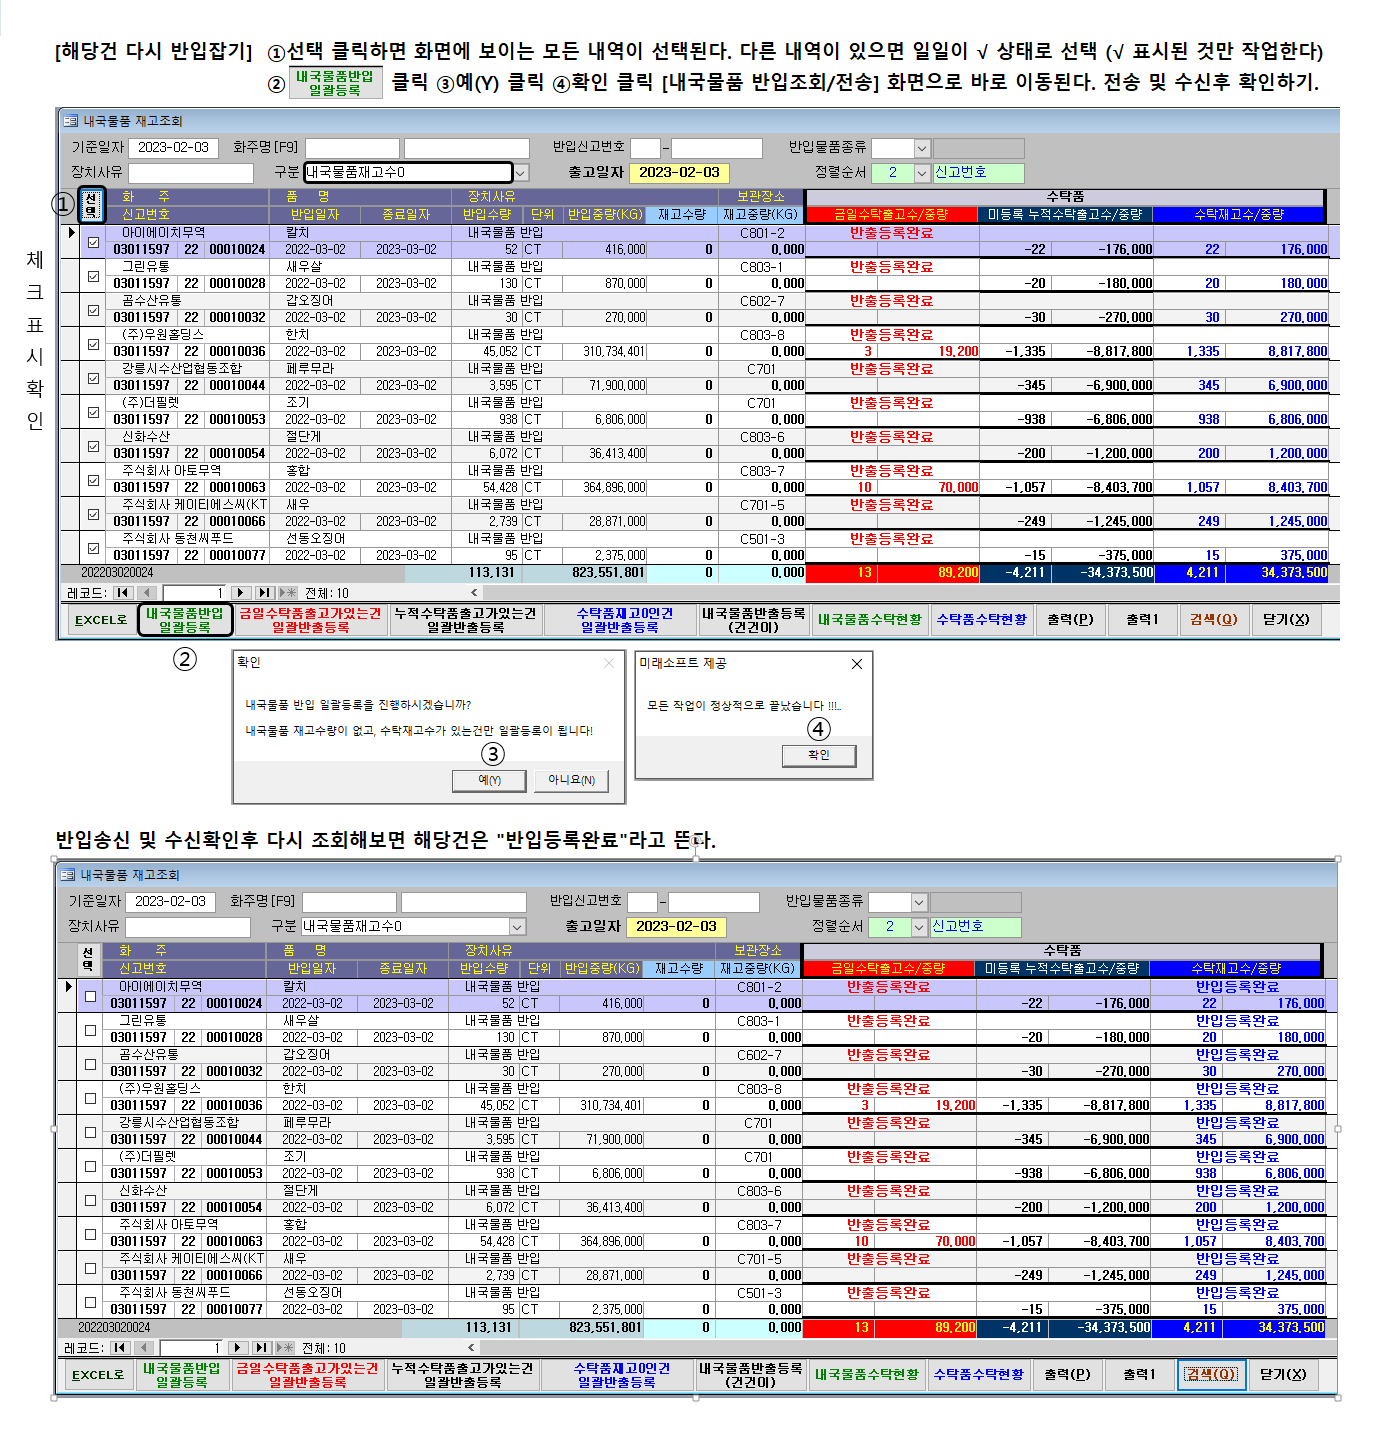 [해당건 다시 반입잡기] ①선택 클릭하면 화면에 보이는 모든 내역이 선택된다. 다른 내역이 있으면 일일이 √ 상태로 선택 (√ 표시된 것만 작업한다)
② 내국물품반입 일괄등록 클릭 ③예(Y) 클릭 ④확인 클릭 [내국물품 반입조회/전송] 화면으로 바로 이동된다. 전송 및 수신후 확인하기.
내국물품 재고조회
기준일자 2023-02-03 화주명[F9] 반입신고번호 - 반입물품종류
장치사유 구분 내국물품재고수0 출고일자 2023-02-03 정렬순서 2 신고번호
① 선택 화 주 품 명 장치사유 보관장소 수탁품
신고번호 반입일자 종료일자 반입수량 단위 반입중량(KG) 재고수량 재고중량(KG) 금일수탁출고수/중량 미등록 누적수탁출고수/중량 수탁재고수/중량
체크표시확인
아이에이치무역 칼치 내국물품 반입 C801-2 반출등록완료
03011597 22 00010024 2022-03-02 2023-03-02 52 CT 416,000 0 0,000 -22 -176,000 22 176,000
그린유통 새우살 내국물품 반입 C803-1 반출등록완료
03011597 22 00010028 2022-03-02 2023-03-02 130 CT 870,000 0 0,000 -20 -180,000 20 180,000
곰수산유통 갑오징어 내국물품 반입 C602-7 반출등록완료
03011597 22 00010032 2022-03-02 2023-03-02 30 CT 270,000 0 0,000 -30 -270,000 30 270,000
(주)우원홀딩스 한치 내국물품 반입 C803-8 반출등록완료
03011597 22 00010036 2022-03-02 2023-03-02 45,052 CT 310,734,401 0 0,000 3 19,200 -1,335 -8,817,800 1,335 8,817,800
강릉시수산업협동조합 페루무라 내국물품 반입 C701 반출등록완료
03011597 22 00010044 2022-03-02 2023-03-02 3,595 CT 71,900,000 0 0,000 -345 -6,900,000 345 6,900,000
(주)더필렛 조기 내국물품 반입 C701 반출등록완료
03011597 22 00010053 2022-03-02 2023-03-02 938 CT 6,806,000 0 0,000 -938 -6,806,000 938 6,806,000
신화수산 절단게 내국물품 반입 C803-6 반출등록완료
03011597 22 00010054 2022-03-02 2023-03-02 6,072 CT 36,413,400 0 0,000 -200 -1,200,000 200 1,200,000
주식회사 아토무역 홍합 내국물품 반입 C803-7 반출등록완료
03011597 22 00010063 2022-03-02 2023-03-02 54,428 CT 364,896,000 0 0,000 10 70,000 -1,057 -8,403,700 1,057 8,403,700
주식회사 케이티에스씨(KT 새우 내국물품 반입 C701-5 반출등록완료
03011597 22 00010066 2022-03-02 2023-03-02 2,739 CT 28,871,000 0 0,000 -249 -1,245,000 249 1,245,000
주식회사 동천씨푸드 선동오징어 내국물품 반입 C501-3 반출등록완료
03011597 22 00010077 2022-03-02 2023-03-02 95 CT 2,375,000 0 0,000 -15 -375,000 15 375,000
202203020024 113,131 823,551,801 0 0,000 13 89,200 -4,211 -34,373,500 4,211 34,373,500
레코드: 1 전체: 10
EXCEL로 내국물품반입 일괄등록 금일수탁품출고가있는건 일괄반출등록 누적수탁품출고가있는건 일괄반출등록 수탁품재고0인건 일괄반출등록 내국물품반출등록 (건건이) 내국물품수탁현황 수탁품수탁현황 출력(P) 출력1 검색(Q) 닫기(X)
②
확인
내국물품 반입 일괄등록을 진행하시겠습니까?
내국물품 재고수량이 없고, 수탁재고수가 있는건만 일괄등록이 됩니다!
③
예(Y) 아니요(N)
미래소프트 제공
모든 작업이 정상적으로 끝났습니다 !!!..
④
확인
반입송신 및 수신확인후 다시 조회해보면 해당건은 "반입등록완료"라고 뜬다.
내국물품 재고조회
기준일자 2023-02-03 화주명[F9] 반입신고번호 - 반입물품종류
장치사유 구분 내국물품재고수0 출고일자 2023-02-03 정렬순서 2 신고번호
선택 화 주 품 명 장치사유 보관장소 수탁품
신고번호 반입일자 종료일자 반입수량 단위 반입중량(KG) 재고수량 재고중량(KG) 금일수탁출고수/중량 미등록 누적수탁출고수/중량 수탁재고수/중량
아이에이치무역 칼치 내국물품 반입 C801-2 반출등록완료 반입등록완료
03011597 22 00010024 2022-03-02 2023-03-02 52 CT 416,000 0 0,000 -22 -176,000 22 176,000
그린유통 새우살 내국물품 반입 C803-1 반출등록완료 반입등록완료
03011597 22 00010028 2022-03-02 2023-03-02 130 CT 870,000 0 0,000 -20 -180,000 20 180,000
곰수산유통 갑오징어 내국물품 반입 C602-7 반출등록완료 반입등록완료
03011597 22 00010032 2022-03-02 2023-03-02 30 CT 270,000 0 0,000 -30 -270,000 30 270,000
(주)우원홀딩스 한치 내국물품 반입 C803-8 반출등록완료 반입등록완료
03011597 22 00010036 2022-03-02 2023-03-02 45,052 CT 310,734,401 0 0,000 3 19,200 -1,335 -8,817,800 1,335 8,817,800
강릉시수산업협동조합 페루무라 내국물품 반입 C701 반출등록완료 반입등록완료
03011597 22 00010044 2022-03-02 2023-03-02 3,595 CT 71,900,000 0 0,000 -345 -6,900,000 345 6,900,000
(주)더필렛 조기 내국물품 반입 C701 반출등록완료 반입등록완료
03011597 22 00010053 2022-03-02 2023-03-02 938 CT 6,806,000 0 0,000 -938 -6,806,000 938 6,806,000
신화수산 절단게 내국물품 반입 C803-6 반출등록완료 반입등록완료
03011597 22 00010054 2022-03-02 2023-03-02 6,072 CT 36,413,400 0 0,000 -200 -1,200,000 200 1,200,000
주식회사 아토무역 홍합 내국물품 반입 C803-7 반출등록완료 반입등록완료
03011597 22 00010063 2022-03-02 2023-03-02 54,428 CT 364,896,000 0 0,000 10 70,000 -1,057 -8,403,700 1,057 8,403,700
주식회사 케이티에스씨(KT 새우 내국물품 반입 C701-5 반출등록완료 반입등록완료
03011597 22 00010066 2022-03-02 2023-03-02 2,739 CT 28,871,000 0 0,000 -249 -1,245,000 249 1,245,000
주식회사 동천씨푸드 선동오징어 내국물품 반입 C501-3 반출등록완료 반입등록완료
03011597 22 00010077 2022-03-02 2023-03-02 95 CT 2,375,000 0 0,000 -15 -375,000 15 375,000
202203020024 113,131 823,551,801 0 0,000 13 89,200 -4,211 -34,373,500 4,211 34,373,500
레코드: 1 전체: 10
EXCEL로 내국물품반입 일괄등록 금일수탁품출고가있는건 일괄반출등록 누적수탁품출고가있는건 일괄반출등록 수탁품재고0인건 일괄반출등록 내국물품반출등록 (건건이) 내국물품수탁현황 수탁품수탁현황 출력(P) 출력1 검색(Q) 닫기(X)